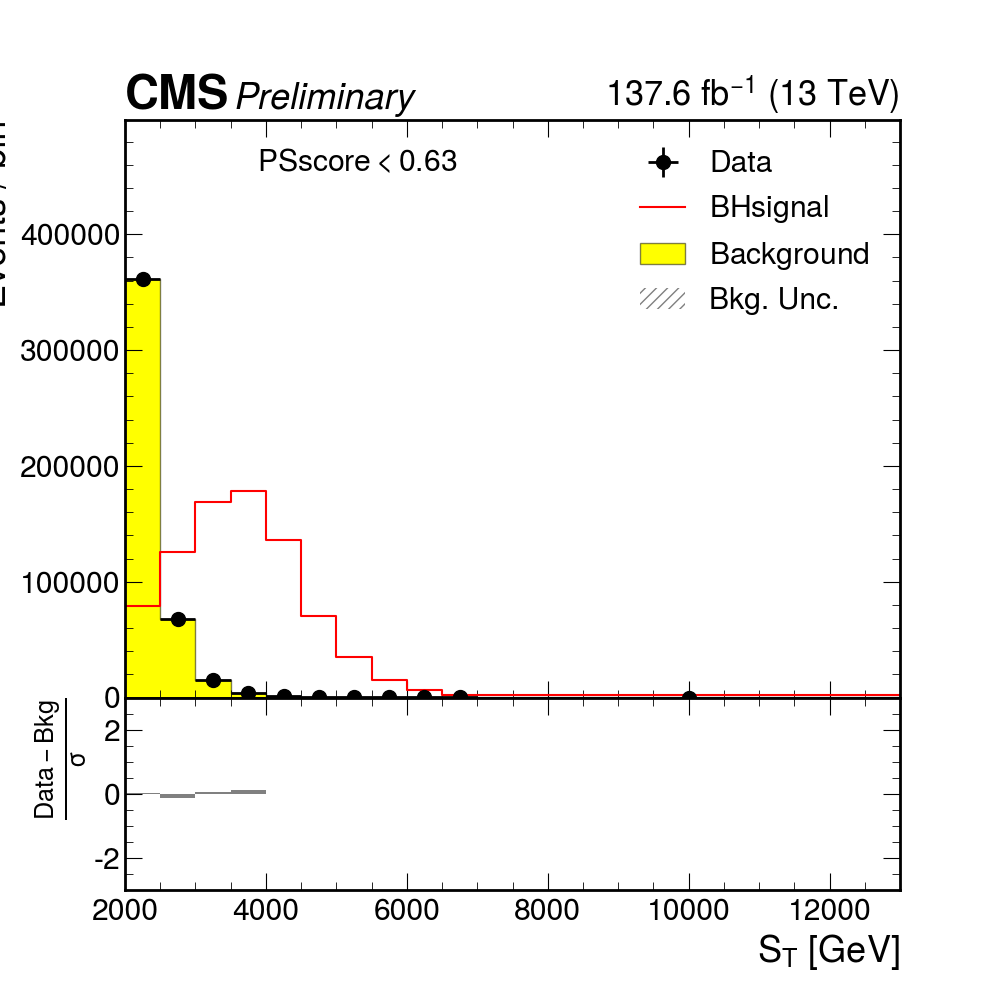 CMS Preliminary
137.6 fb⁻¹ (13 TeV)
PSscore < 0.63
Data
BHsignal
Background
Bkg. Unc.
400000
300000
200000
100000
0
Data – Bkg
σ
2
0
-2
2000 4000 6000 8000 10000 12000
S_T [GeV]